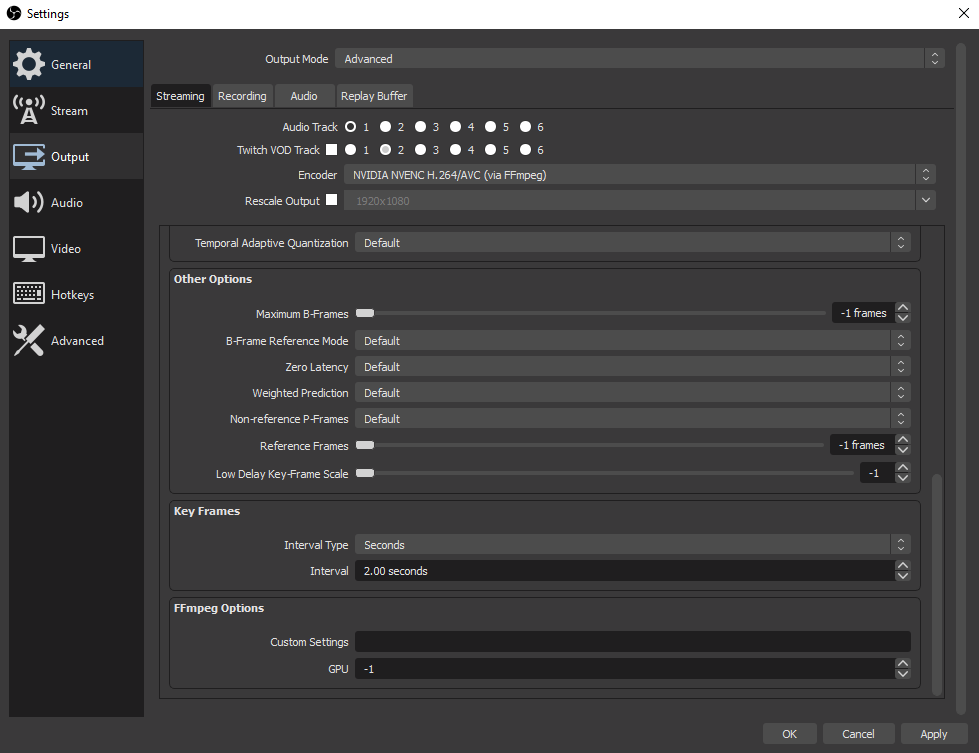 Settings
General
Stream
Output
Audio
Video
Hotkeys
Advanced
Output Mode Advanced
Streaming Recording Audio Replay Buffer
Audio Track 1 2 3 4 5 6
Twitch VOD Track 1 2 3 4 5 6
Encoder NVIDIA NVENC H.264/AVC (via FFmpeg)
Rescale Output 1920x1080
Temporal Adaptive Quantization Default
Other Options
Maximum B-Frames -1 frames
B-Frame Reference Mode Default
Zero Latency Default
Weighted Prediction Default
Non-reference P-Frames Default
Reference Frames -1 frames
Low Delay Key-Frame Scale -1
Key Frames
Interval Type Seconds
Interval 2.00 seconds
FFmpeg Options
Custom Settings
GPU -1
OK Cancel Apply